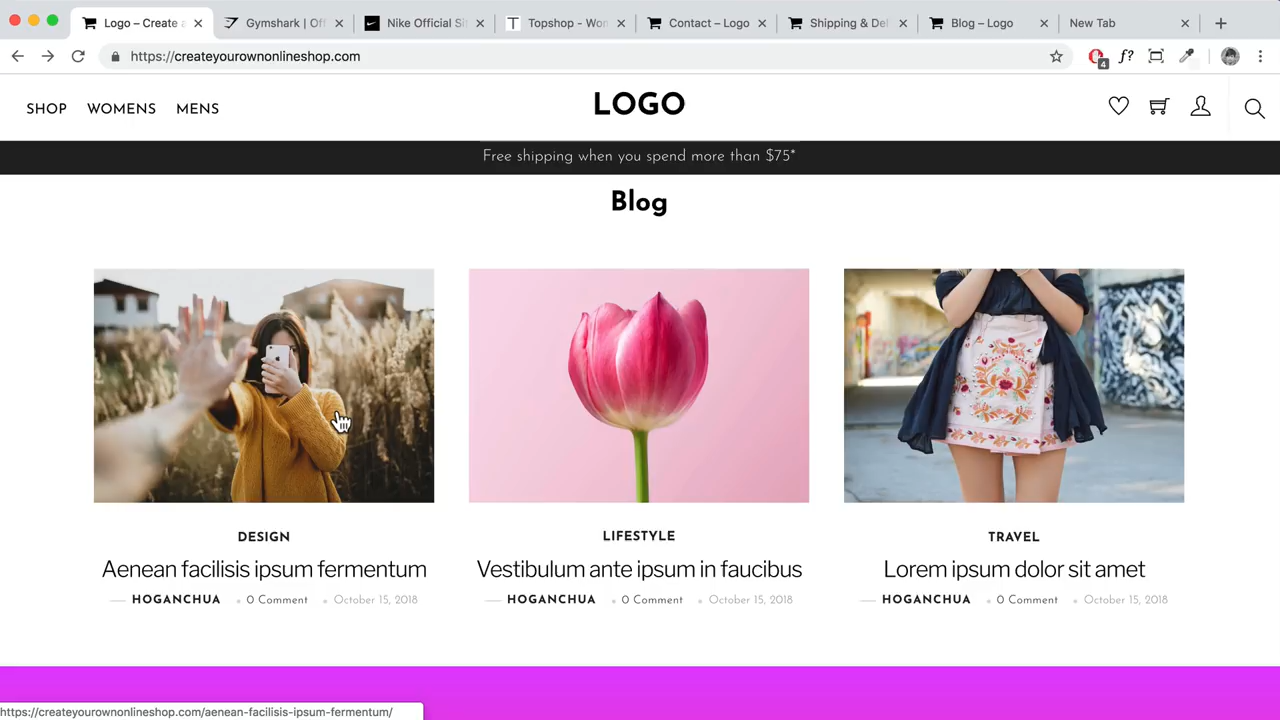 Logo – Create a
Gymshark | Off
Nike Official Si
Topshop - Wom
Contact – Logo
Shipping & Del
Blog – Logo
New Tab
https://createyourownonlineshop.com
f?
4
SHOP WOMENS MENS
LOGO
Free shipping when you spend more than $75*
Blog
DESIGN
Aenean facilisis ipsum fermentum
HOGANCHUA 0 Comment October 15, 2018
LIFESTYLE
Vestibulum ante ipsum in faucibus
HOGANCHUA 0 Comment October 15, 2018
TRAVEL
Lorem ipsum dolor sit amet
HOGANCHUA 0 Comment October 15, 2018
https://createyourownonlineshop.com/aenean-facilisis-ipsum-fermentum/